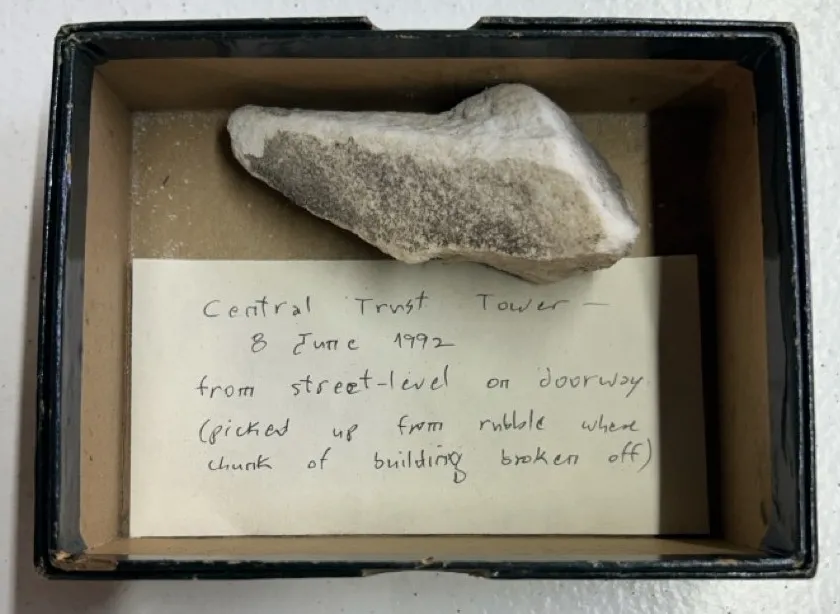 Central Trust Tower —
8 June 1992
from street-level on doorway
(picked up from rubble where
chunk of building broken off)